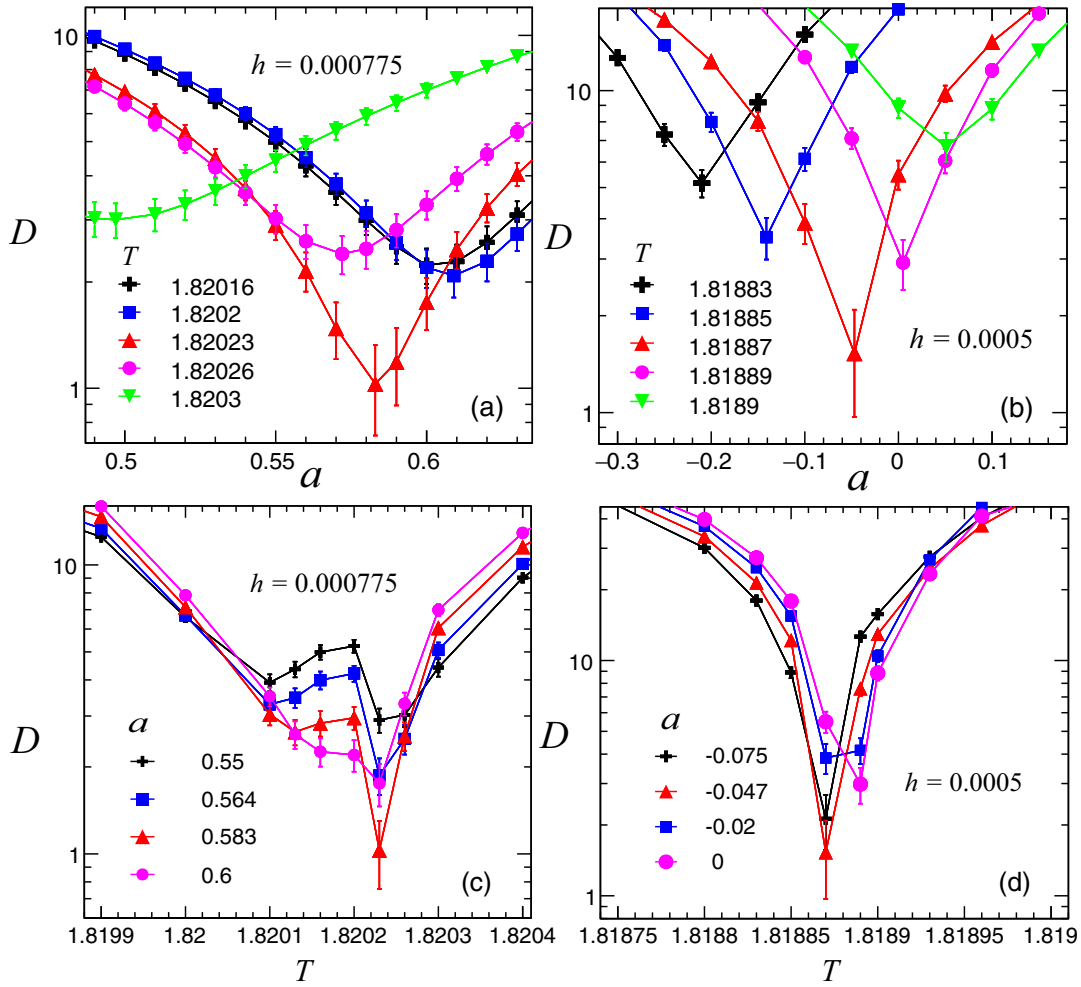 10
1
D
h = 0.000775
T
1.82016
1.8202
1.82023
1.82026
1.8203
(a)
0.5
0.55
0.6
a
10
1
D
T
1.81883
1.81885
1.81887
1.81889
1.8189
h = 0.0005
(b)
−0.3
−0.2
−0.1
0
0.1
a
10
1
D
h = 0.000775
a
0.55
0.564
0.583
0.6
(c)
1.8199
1.82
1.8201
1.8202
1.8203
1.8204
T
10
1
D
a
-0.075
-0.047
-0.02
0
h = 0.0005
(d)
1.81875
1.8188
1.81885
1.8189
1.81895
1.819
T